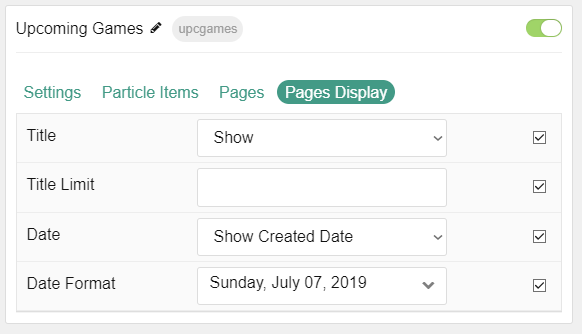 Upcoming Games upcgames
Settings Particle Items Pages Pages Display
Title Show
Title Limit
Date Show Created Date
Date Format Sunday, July 07, 2019